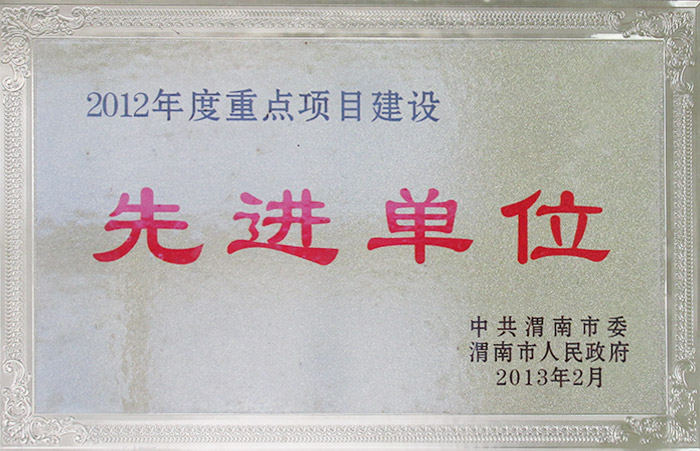 2012年度重点项目建设
先进单位
中共渭南市委
渭南市人民政府
2013年2月